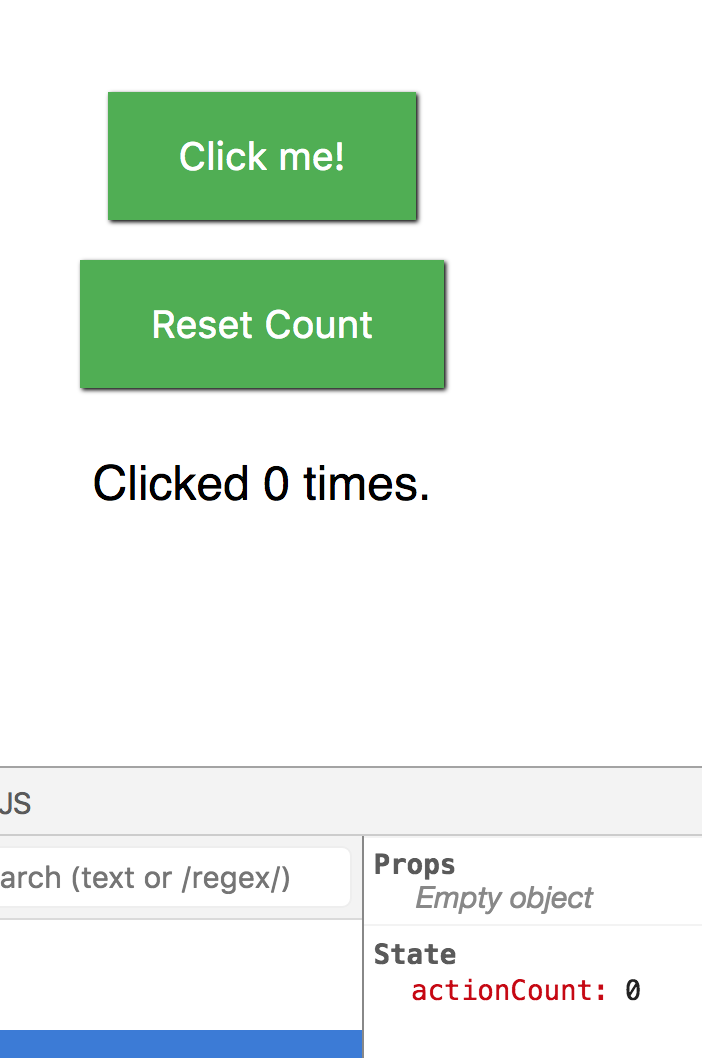 Click me!
Reset Count
Clicked 0 times.
JS
arch (text or /regex/)
Props
Empty object
State
actionCount: 0